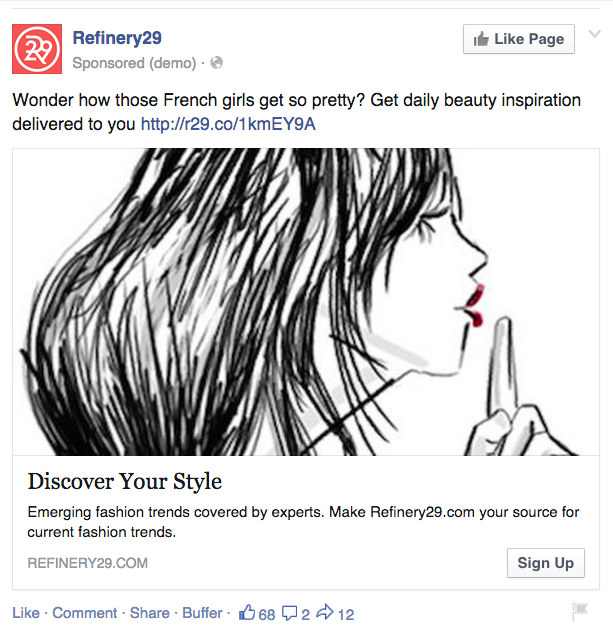 Refinery29
Like Page
Sponsored (demo) ·
Wonder how those French girls get so pretty? Get daily beauty inspiration
delivered to you http://r29.co/1kmEY9A
Discover Your Style
Emerging fashion trends covered by experts. Make Refinery29.com your source for
current fashion trends.
REFINERY29.COM
Sign Up
Like · Comment · Share · Buffer · 68 2 12